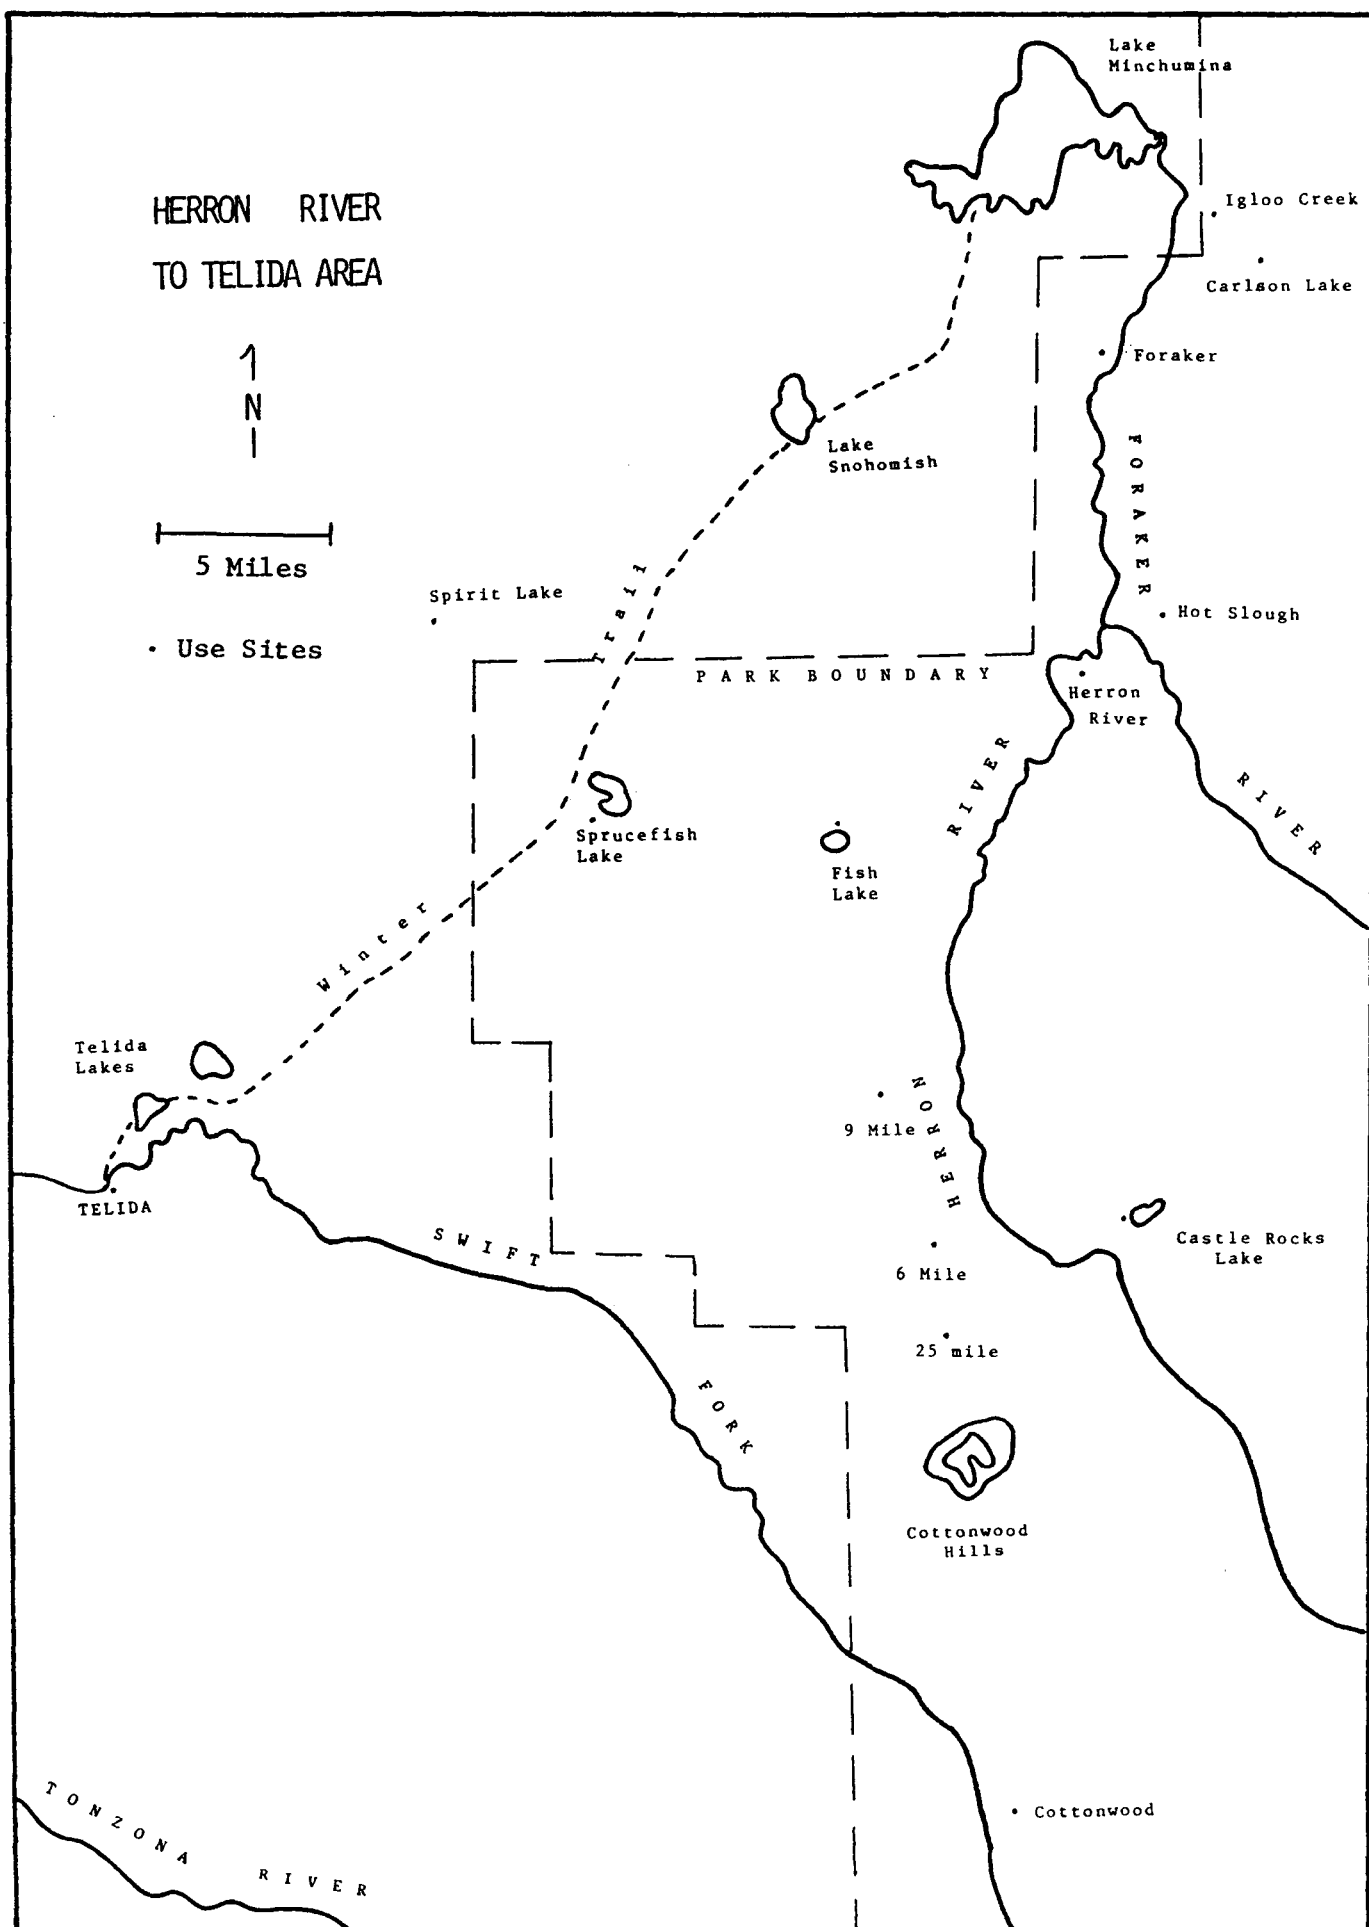 Lake
Minchumina
HERRON RIVER
TO TELIDA AREA
Igloo Creek
Carlson Lake
N
Foraker
Lake
Snohomish
FORAKER
5 Miles
Spirit Lake
Trail
Hot Slough
Use Sites
PARK BOUNDARY
Herron
River
RIVER
RIVER
Sprucefish
Lake
Fish
Lake
Winter
Telida
Lakes
9 Mile
HERRON
TELIDA
SWIFT
Castle Rocks
Lake
6 Mile
25 mile
FORK
Cottonwood
Hills
TONZONA RIVER
Cottonwood